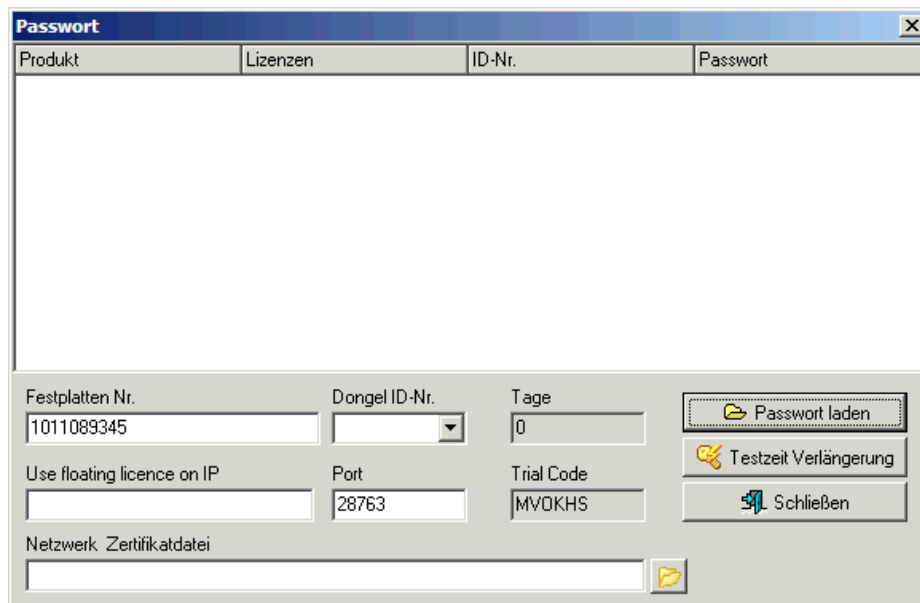 Passwort
Produkt Lizenzen ID-Nr. Passwort
Festplatten Nr. Dongel ID-Nr. Tage
1011089345 0 Passwort laden
Testzeit Verlängerung
Use floating licence on IP Port Trial Code
28763 MVOKHS Schließen
Netzwerk Zertifikatdatei